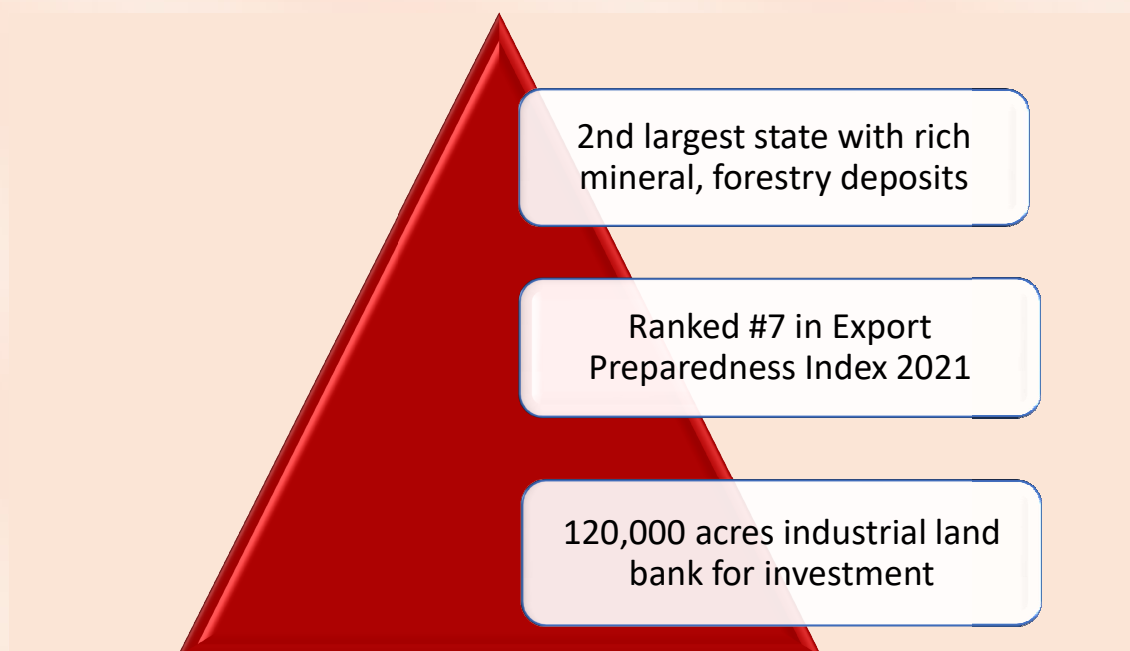 2nd largest state with rich
mineral, forestry deposits
Ranked #7 in Export
Preparedness Index 2021
120,000 acres industrial land
bank for investment